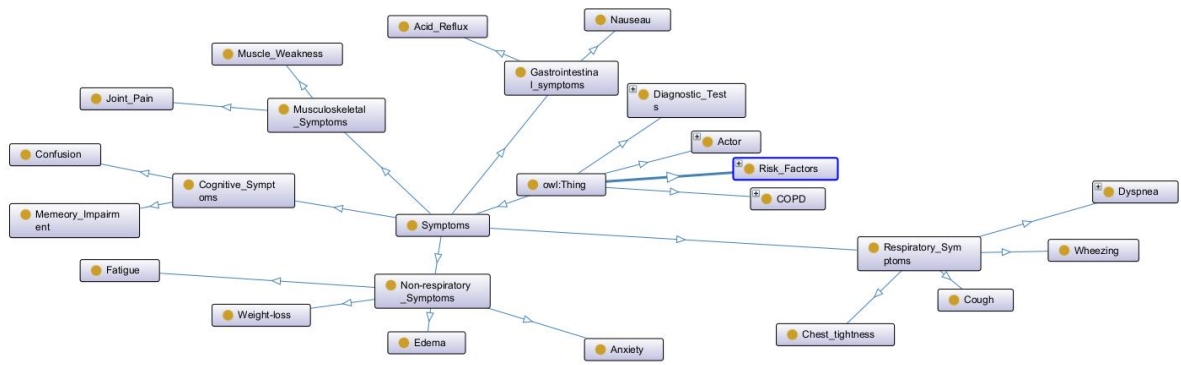 Acid_Reflux
Nauseau
Muscle_Weakness
Gastrointestina
l_symptoms
Joint_Pain
Musculoskeletal
_Symptoms
Diagnostic_Test
s
Actor
Confusion
Risk_Factors
Cognitive_Sympt
oms
owl:Thing
COPD
Dyspnea
Memeory_Impairm
ent
Symptoms
Respiratory_Sym
ptoms
Wheezing
Fatigue
Non-respiratory
_Symptoms
Cough
Weight-loss
Edema
Anxiety
Chest_tightness